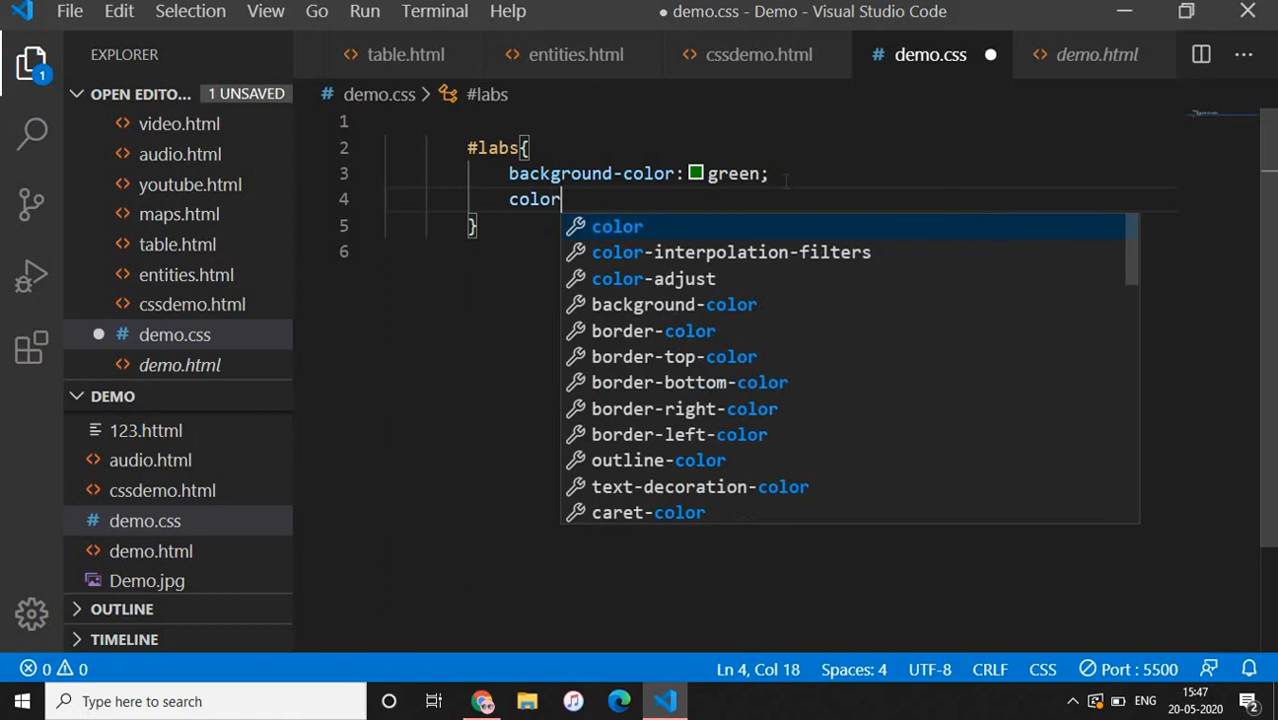 File Edit Selection View Go Run Terminal Help ● demo.css - Demo - Visual Studio Code
EXPLORER
table.html entities.html cssdemo.html demo.css demo.html
OPEN EDITO... 1 UNSAVED
demo.css > #labs
video.html
audio.html
youtube.html
maps.html
table.html
entities.html
cssdemo.html
demo.css
demo.html
DEMO
123.httml
audio.html
cssdemo.html
demo.css
demo.html
Demo.jpg
OUTLINE
TIMELINE
1
2 #labs{
3 background-color: green;
4 color
5 }
6
color
color-interpolation-filters
color-adjust
background-color
border-color
border-top-color
border-bottom-color
border-right-color
border-left-color
outline-color
text-decoration-color
caret-color
1
0 0 Ln 4, Col 18 Spaces: 4 UTF-8 CRLF CSS Port : 5500
Type here to search
ENG
15:47
20-05-2020
2